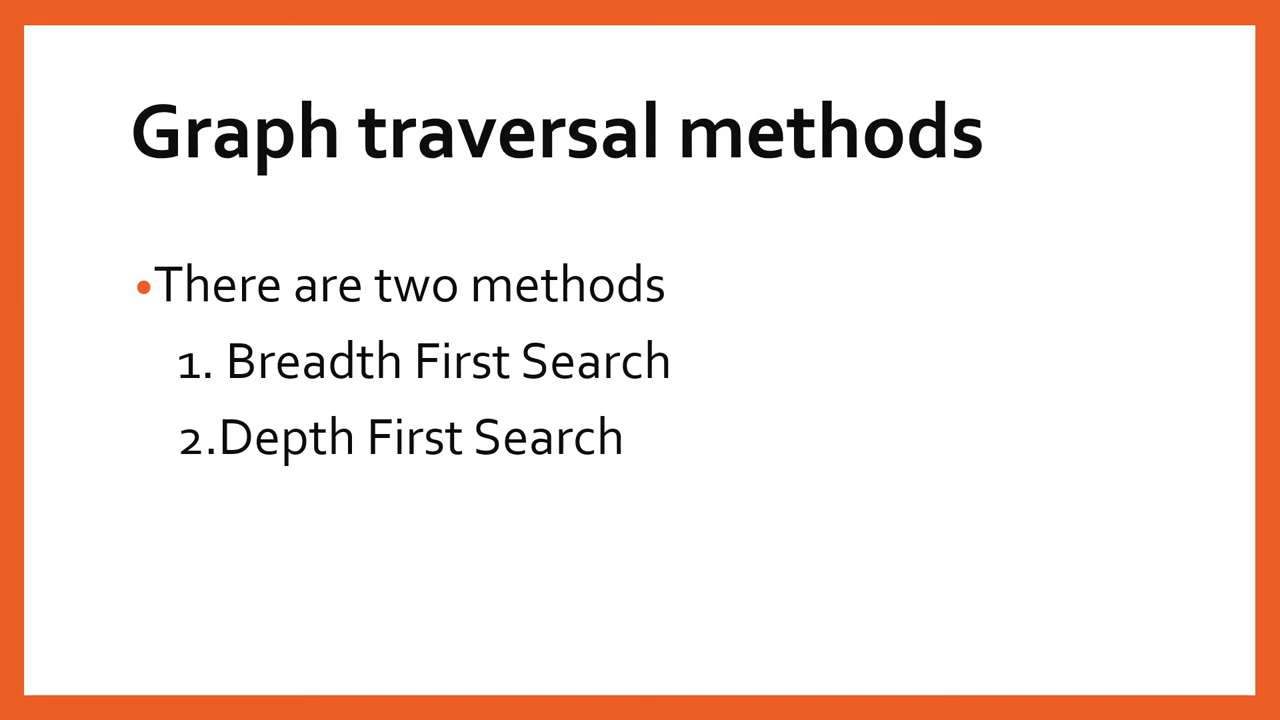 Graph traversal methods
•There are two methods
1. Breadth First Search
2.Depth First Search